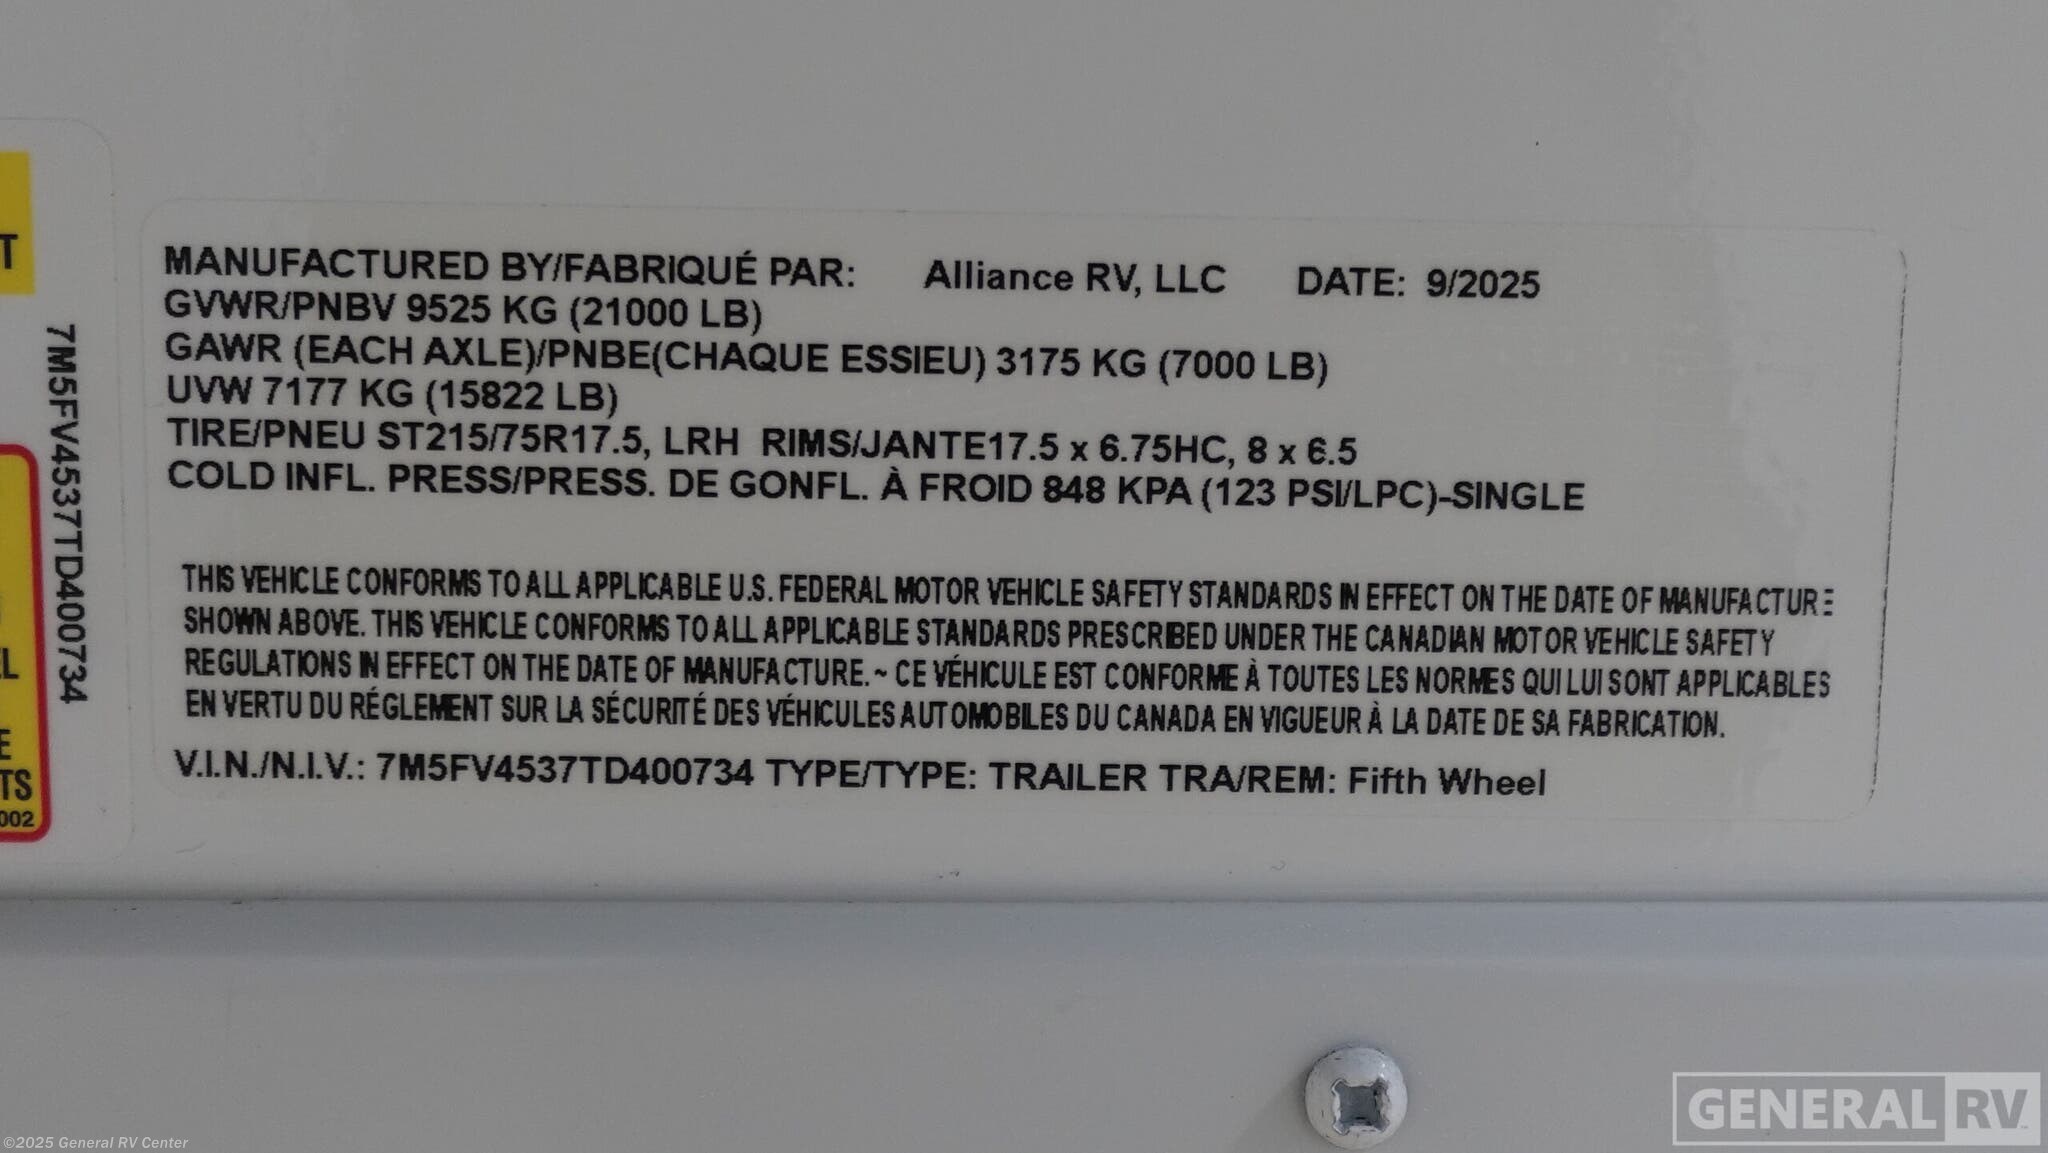 MANUFACTURED BY/FABRIQUÉ PAR: Alliance RV, LLC DATE: 9/2025
GVWR/PNBV 9525 KG (21000 LB)
GAWR (EACH AXLE)/PNBE(CHAQUE ESSIEU) 3175 KG (7000 LB)
UVW 7177 KG (15822 LB)
TIRE/PNEU ST215/75R17.5, LRH RIMS/JANTE17.5 x 6.75HC, 8 x 6.5
COLD INFL. PRESS/PRESS. DE GONFL. À FROID 848 KPA (123 PSI/LPC)-SINGLE
THIS VEHICLE CONFORMS TO ALL APPLICABLE U.S. FEDERAL MOTOR VEHICLE SAFETY STANDARDS IN EFFECT ON THE DATE OF MANUFACTURE
SHOWN ABOVE. THIS VEHICLE CONFORMS TO ALL APPLICABLE STANDARDS PRESCRIBED UNDER THE CANADIAN MOTOR VEHICLE SAFETY
REGULATIONS IN EFFECT ON THE DATE OF MANUFACTURE. ~ CE VÉHICULE EST CONFORME À TOUTES LES NORMES QUI LUI SONT APPLICABLES
EN VERTU DU RÉGLEMENT SUR LA SÉCURITÉ DES VÉHICULES AUTOMOBILES DU CANADA EN VIGUEUR À LA DATE DE SA FABRICATION.
V.I.N./N.I.V.: 7M5FV4537TD400734 TYPE/TYPE: TRAILER TRA/REM: Fifth Wheel
7M5FV4537TD400734
T
EL
E
TS
002
GENERAL RV
©2025 General RV Center